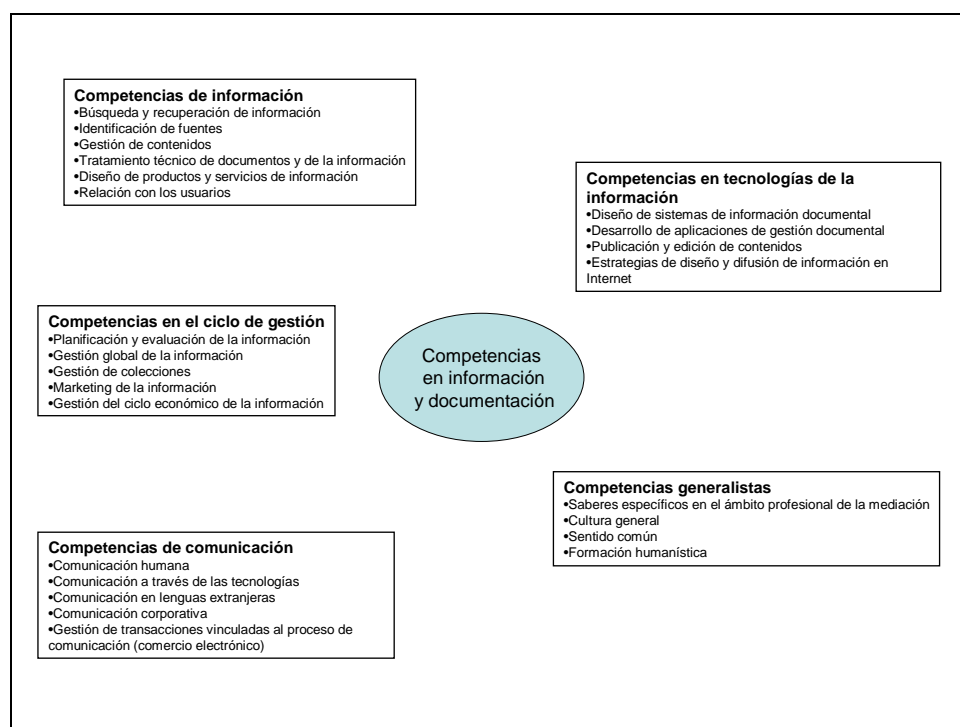 Competencias de información
•Búsqueda y recuperación de información
•Identificación de fuentes
•Gestión de contenidos
•Tratamiento técnico de documentos y de la información
•Diseño de productos y servicios de información
•Relación con los usuarios
Competencias en tecnologías de la
información
•Diseño de sistemas de información documental
•Desarrollo de aplicaciones de gestión documental
•Publicación y edición de contenidos
•Estrategias de diseño y difusión de información en
Internet
Competencias en el ciclo de gestión
•Planificación y evaluación de la información
•Gestión global de la información
•Gestión de colecciones
•Marketing de la información
•Gestión del ciclo económico de la información
Competencias
en información
y documentación
Competencias generalistas
•Saberes específicos en el ámbito profesional de la mediación
•Cultura general
•Sentido común
•Formación humanística
Competencias de comunicación
•Comunicación humana
•Comunicación a través de las tecnologías
•Comunicación en lenguas extranjeras
•Comunicación corporativa
•Gestión de transacciones vinculadas al proceso de
comunicación (comercio electrónico)